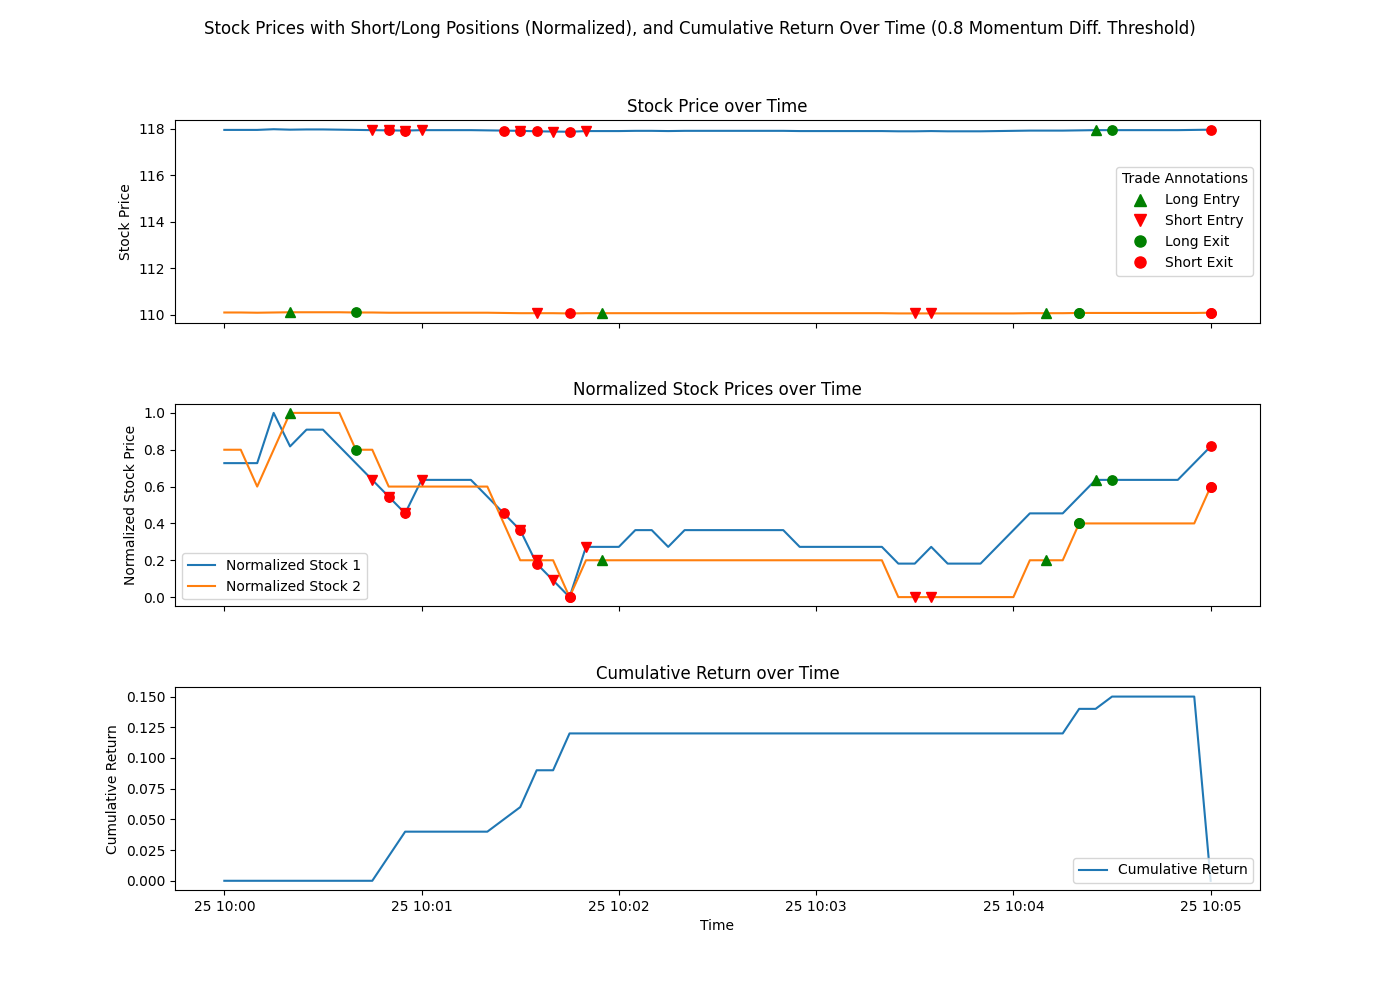 Stock Prices with Short/Long Positions (Normalized), and Cumulative Return Over Time (0.8 Momentum Diff. Threshold)
Stock Price over Time
118
116
114
112
110
Stock Price
Trade Annotations
Long Entry
Short Entry
Long Exit
Short Exit
Normalized Stock Prices over Time
1.0
0.8
0.6
0.4
0.2
0.0
Normalized Stock Price
Normalized Stock 1
Normalized Stock 2
Cumulative Return over Time
0.150
0.125
0.100
0.075
0.050
0.025
0.000
Cumulative Return
Cumulative Return
25 10:00
25 10:01
25 10:02
25 10:03
25 10:04
25 10:05
Time